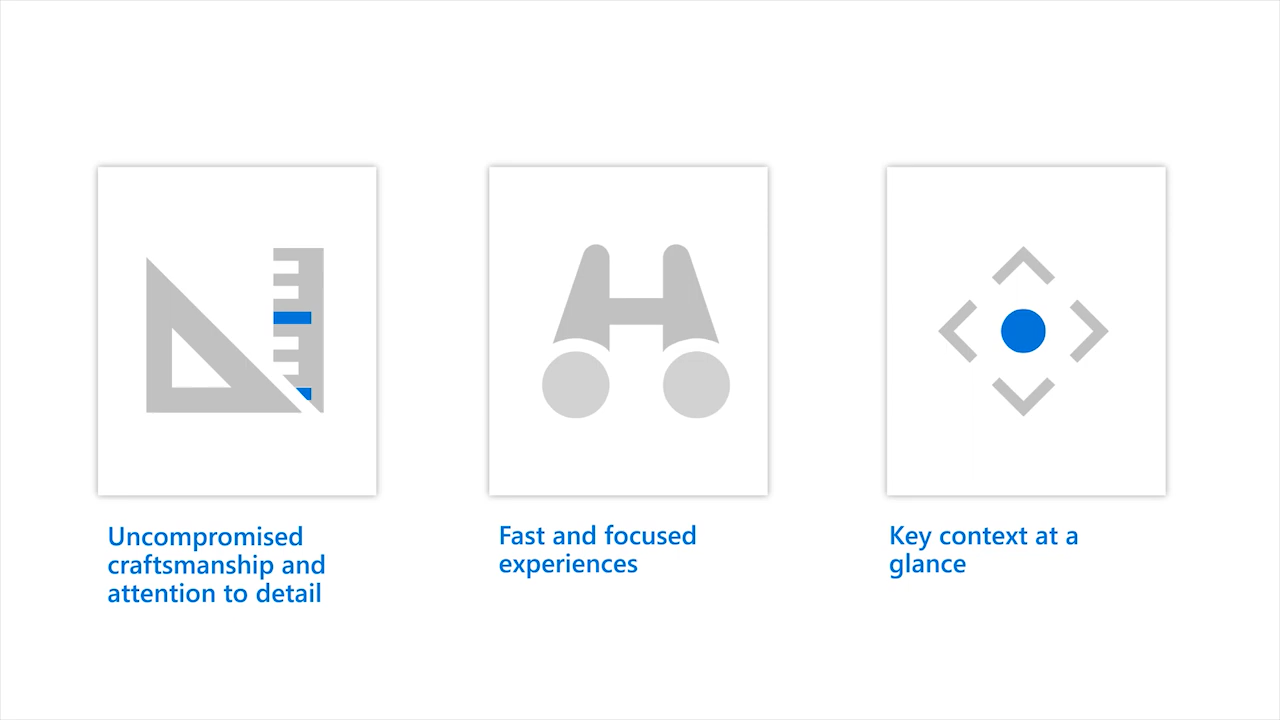 Uncompromised
craftsmanship and
attention to detail
Fast and focused
experiences
Key context at a
glance